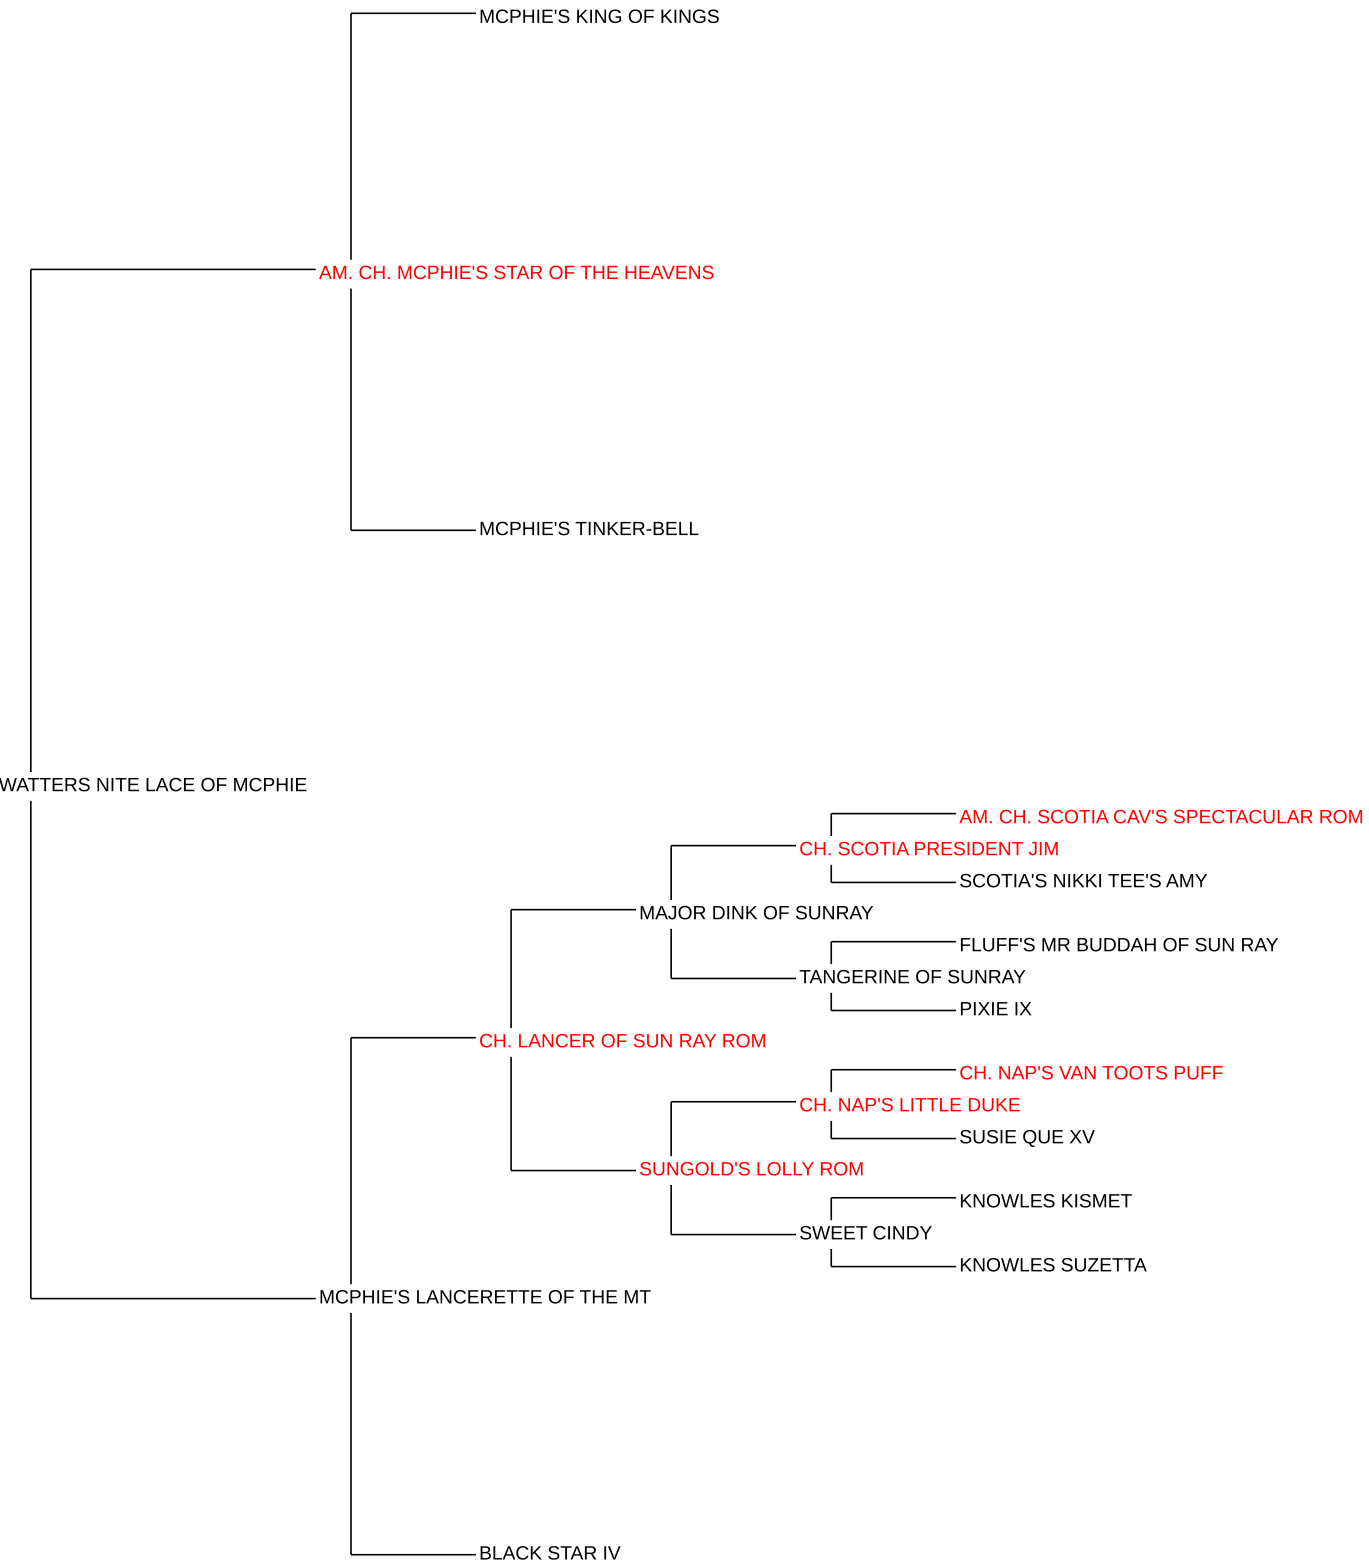 MCPHIE'S KING OF KINGS
AM. CH. MCPHIE'S STAR OF THE HEAVENS
MCPHIE'S TINKER-BELL
WATTERS NITE LACE OF MCPHIE
AM. CH. SCOTIA CAV'S SPECTACULAR ROM
CH. SCOTIA PRESIDENT JIM
SCOTIA'S NIKKI TEE'S AMY
MAJOR DINK OF SUNRAY
FLUFF'S MR BUDDAH OF SUN RAY
TANGERINE OF SUNRAY
PIXIE IX
CH. LANCER OF SUN RAY ROM
CH. NAP'S VAN TOOTS PUFF
CH. NAP'S LITTLE DUKE
SUSIE QUE XV
SUNGOLD'S LOLLY ROM
KNOWLES KISMET
SWEET CINDY
KNOWLES SUZETTA
MCPHIE'S LANCERETTE OF THE MT
BLACK STAR IV